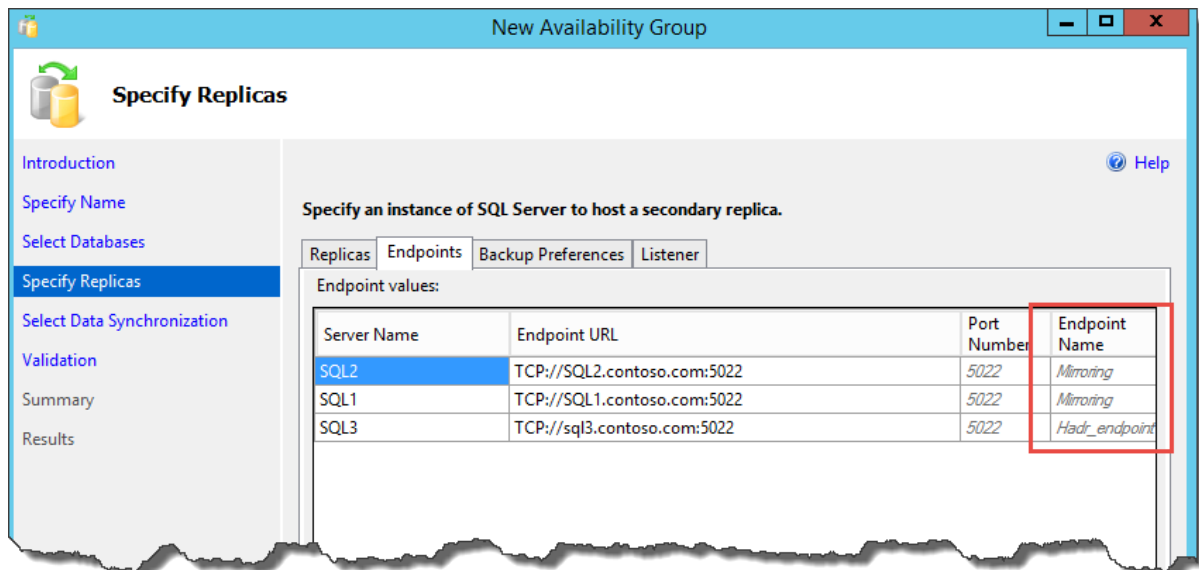 New Availability Group
Specify Replicas
Introduction
Specify Name
Select Databases
Specify Replicas
Select Data Synchronization
Validation
Summary
Results
Help
Specify an instance of SQL Server to host a secondary replica.
Replicas Endpoints Backup Preferences Listener
Endpoint values:
Server Name Endpoint URL Port Number Endpoint Name
SQL2 TCP://SQL2.contoso.com:5022 5022 Mirroring
SQL1 TCP://SQL1.contoso.com:5022 5022 Mirroring
SQL3 TCP://sql3.contoso.com:5022 5022 Hadr_endpoint